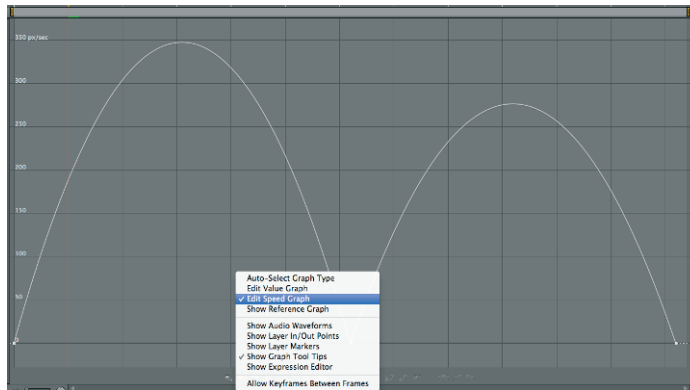 350 px/sec
300
250
200
150
100
50
0
Auto-Select Graph Type
Edit Value Graph
✓ Edit Speed Graph
Show Reference Graph
Show Audio Waveforms
Show Layer In/Out Points
Show Layer Markers
✓ Show Graph Tool Tips
Show Expression Editor
Allow Keyframes Between Frames